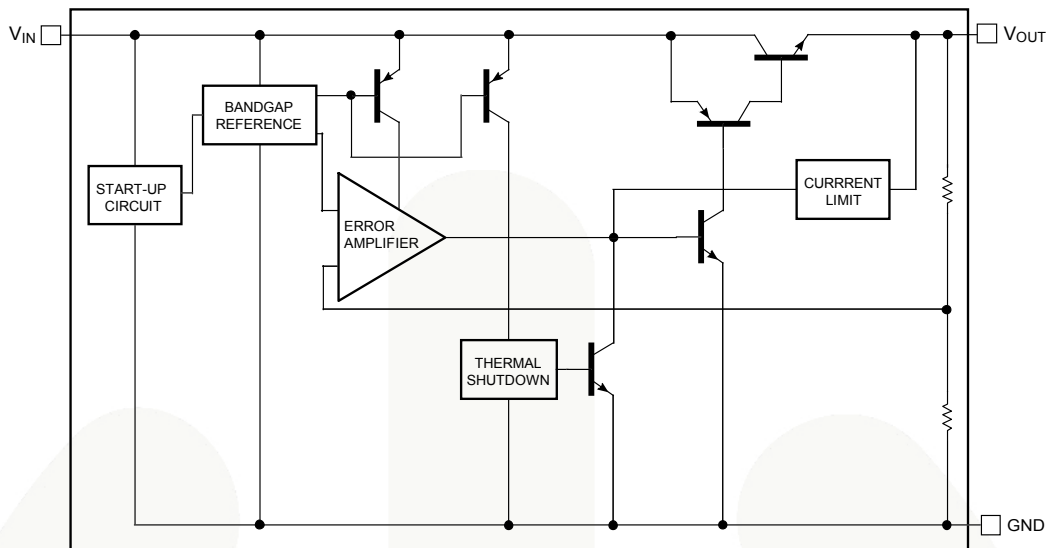 VIN
VOUT
BANDGAP
REFERENCE
START-UP
CIRCUIT
CURRRENT
LIMIT
ERROR
AMPLIFIER
THERMAL
SHUTDOWN
GND